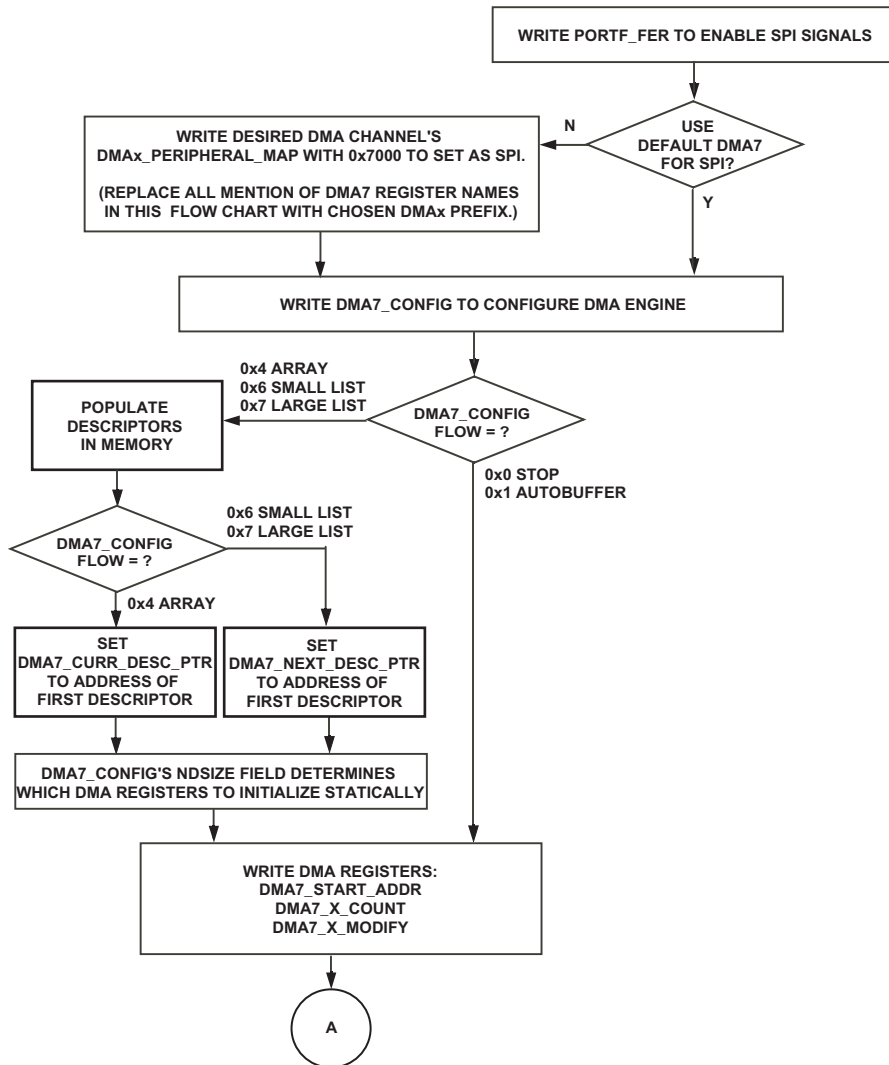 WRITE PORTF_FER TO ENABLE SPI SIGNALS
USE
DEFAULT DMA7
FOR SPI?
N
Y
WRITE DESIRED DMA CHANNEL'S
DMAx_PERIPHERAL_MAP WITH 0x7000 TO SET AS SPI.
(REPLACE ALL MENTION OF DMA7 REGISTER NAMES
IN THIS FLOW CHART WITH CHOSEN DMAx PREFIX.)
WRITE DMA7_CONFIG TO CONFIGURE DMA ENGINE
0x4 ARRAY
0x6 SMALL LIST
0x7 LARGE LIST
DMA7_CONFIG
FLOW = ?
POPULATE
DESCRIPTORS
IN MEMORY
0x0 STOP
0x1 AUTOBUFFER
0x6 SMALL LIST
0x7 LARGE LIST
DMA7_CONFIG
FLOW = ?
0x4 ARRAY
SET
DMA7_CURR_DESC_PTR
TO ADDRESS OF
FIRST DESCRIPTOR
SET
DMA7_NEXT_DESC_PTR
TO ADDRESS OF
FIRST DESCRIPTOR
DMA7_CONFIG'S NDSIZE FIELD DETERMINES
WHICH DMA REGISTERS TO INITIALIZE STATICALLY
WRITE DMA REGISTERS:
DMA7_START_ADDR
DMA7_X_COUNT
DMA7_X_MODIFY
A